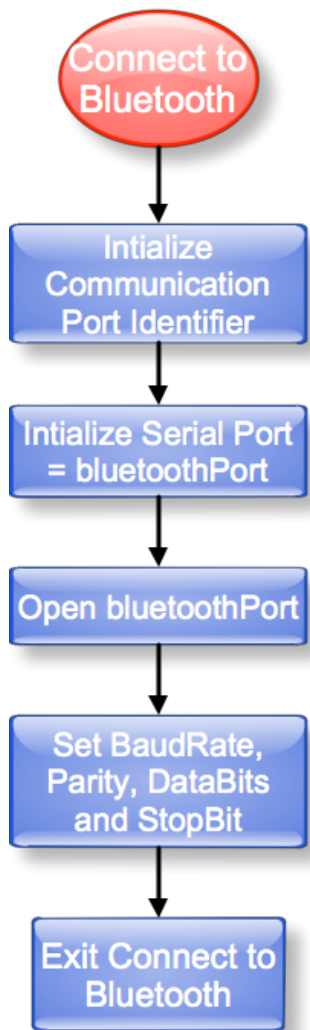 Connect to
Bluetooth
Intialize
Communication
Port Identifier
Intialize Serial Port
= bluetoothPort
Open bluetoothPort
Set BaudRate,
Parity, DataBits
and StopBit
Exit Connect to
Bluetooth